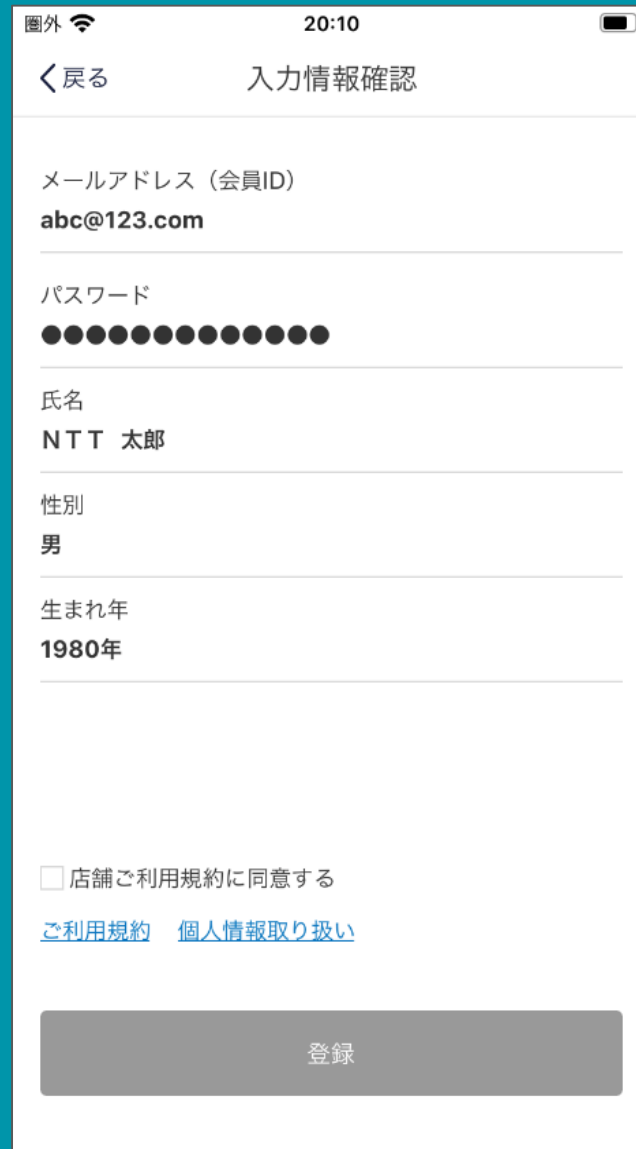 圏外 20:10
戻る 入力情報確認
メールアドレス（会員ID）
abc@123.com
パスワード
●●●●●●●●●●●●●
氏名
ＮＴＴ 太郎
性別
男
生まれ年
1980年
店舗ご利用規約に同意する
ご利用規約 個人情報取り扱い
登録